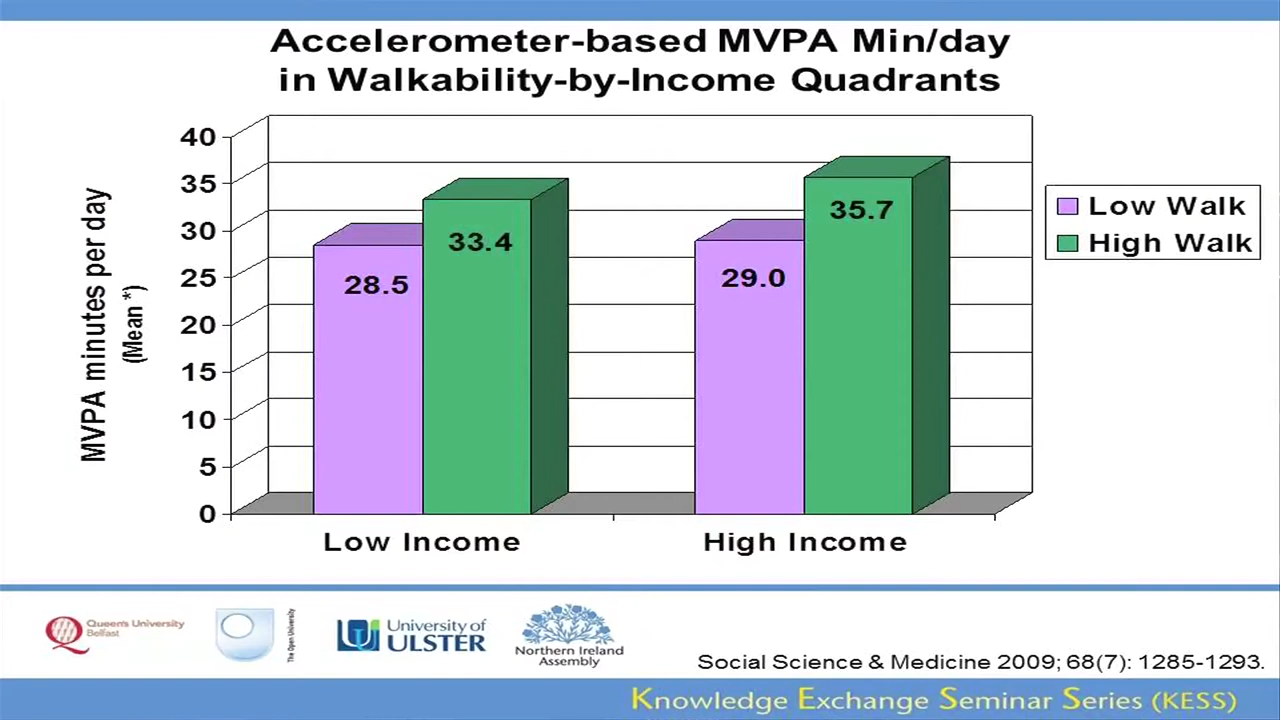 Accelerometer-based MVPA Min/day
in Walkability-by-Income Quadrants
40
35
30
25
20
15
10
5
0
MVPA minutes per day
(Mean *)
28.5
33.4
29.0
35.7
Low Income
High Income
Low Walk
High Walk
Queen's University
Belfast
The Open University
University of
ULSTER
Northern Ireland
Assembly
Social Science & Medicine 2009; 68(7): 1285-1293.
Knowledge Exchange Seminar Series (KESS)